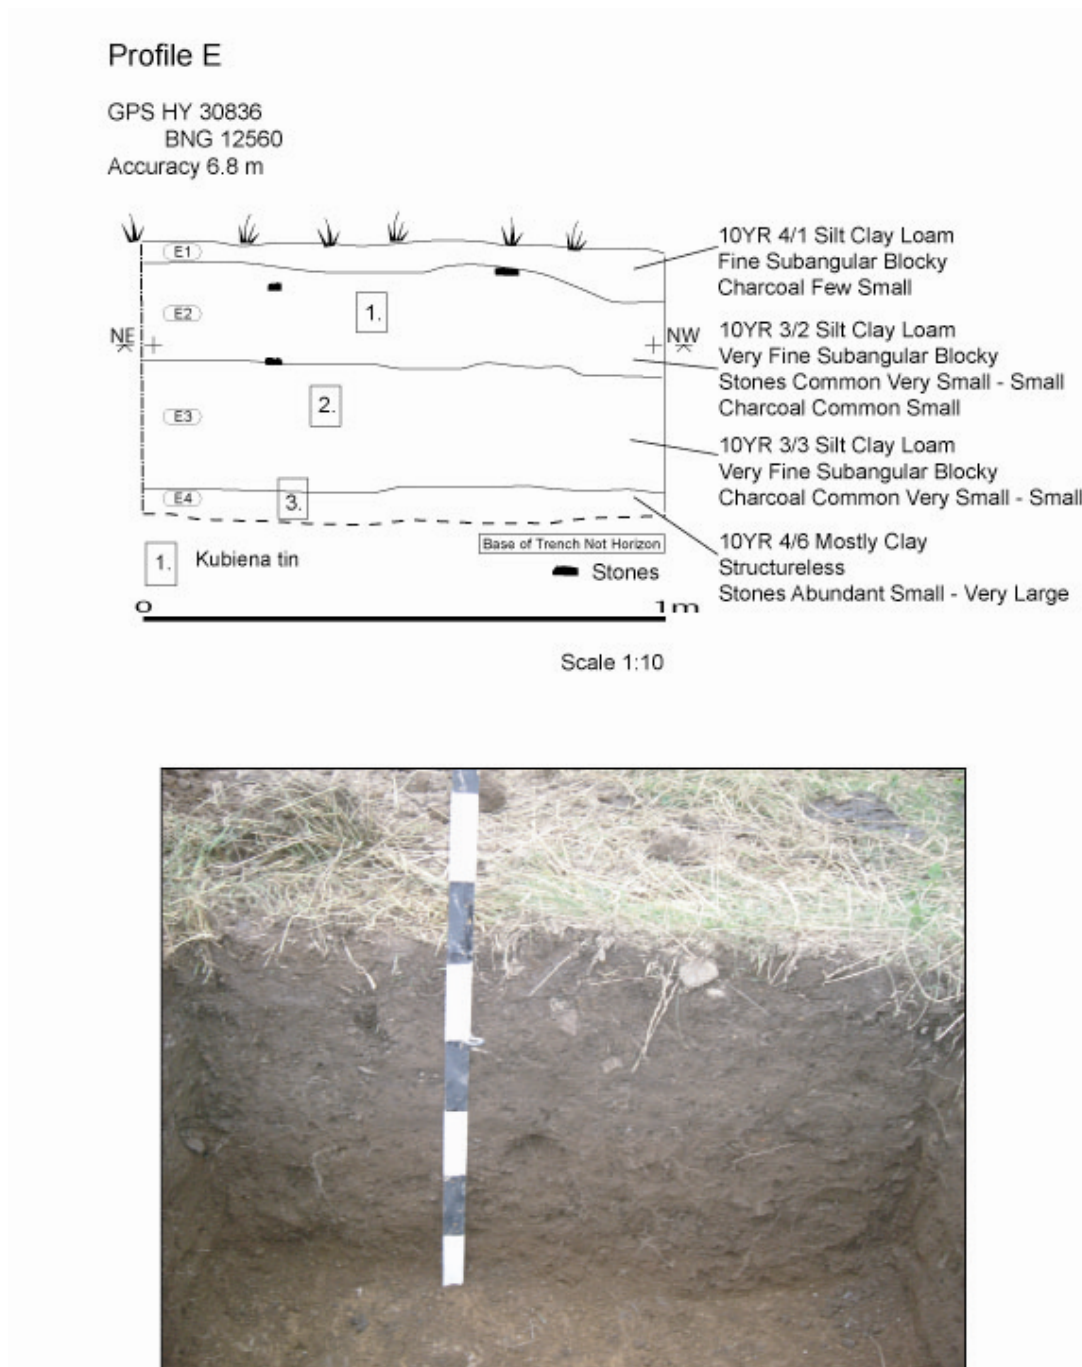 Profile E
GPS HY 30836
BNG 12560
Accuracy 6.8 m
E1
10YR 4/1 Silt Clay Loam
Fine Subangular Blocky
Charcoal Few Small
E2
1.
NE
NW
10YR 3/2 Silt Clay Loam
Very Fine Subangular Blocky
Stones Common Very Small - Small
Charcoal Common Small
2.
E3
10YR 3/3 Silt Clay Loam
Very Fine Subangular Blocky
Charcoal Common Very Small - Small
E4
3.
10YR 4/6 Mostly Clay
Structureless
Stones Abundant Small - Very Large
Base of Trench Not Horizon
1.
Kubiena tin
Stones
0
1m
Scale 1:10